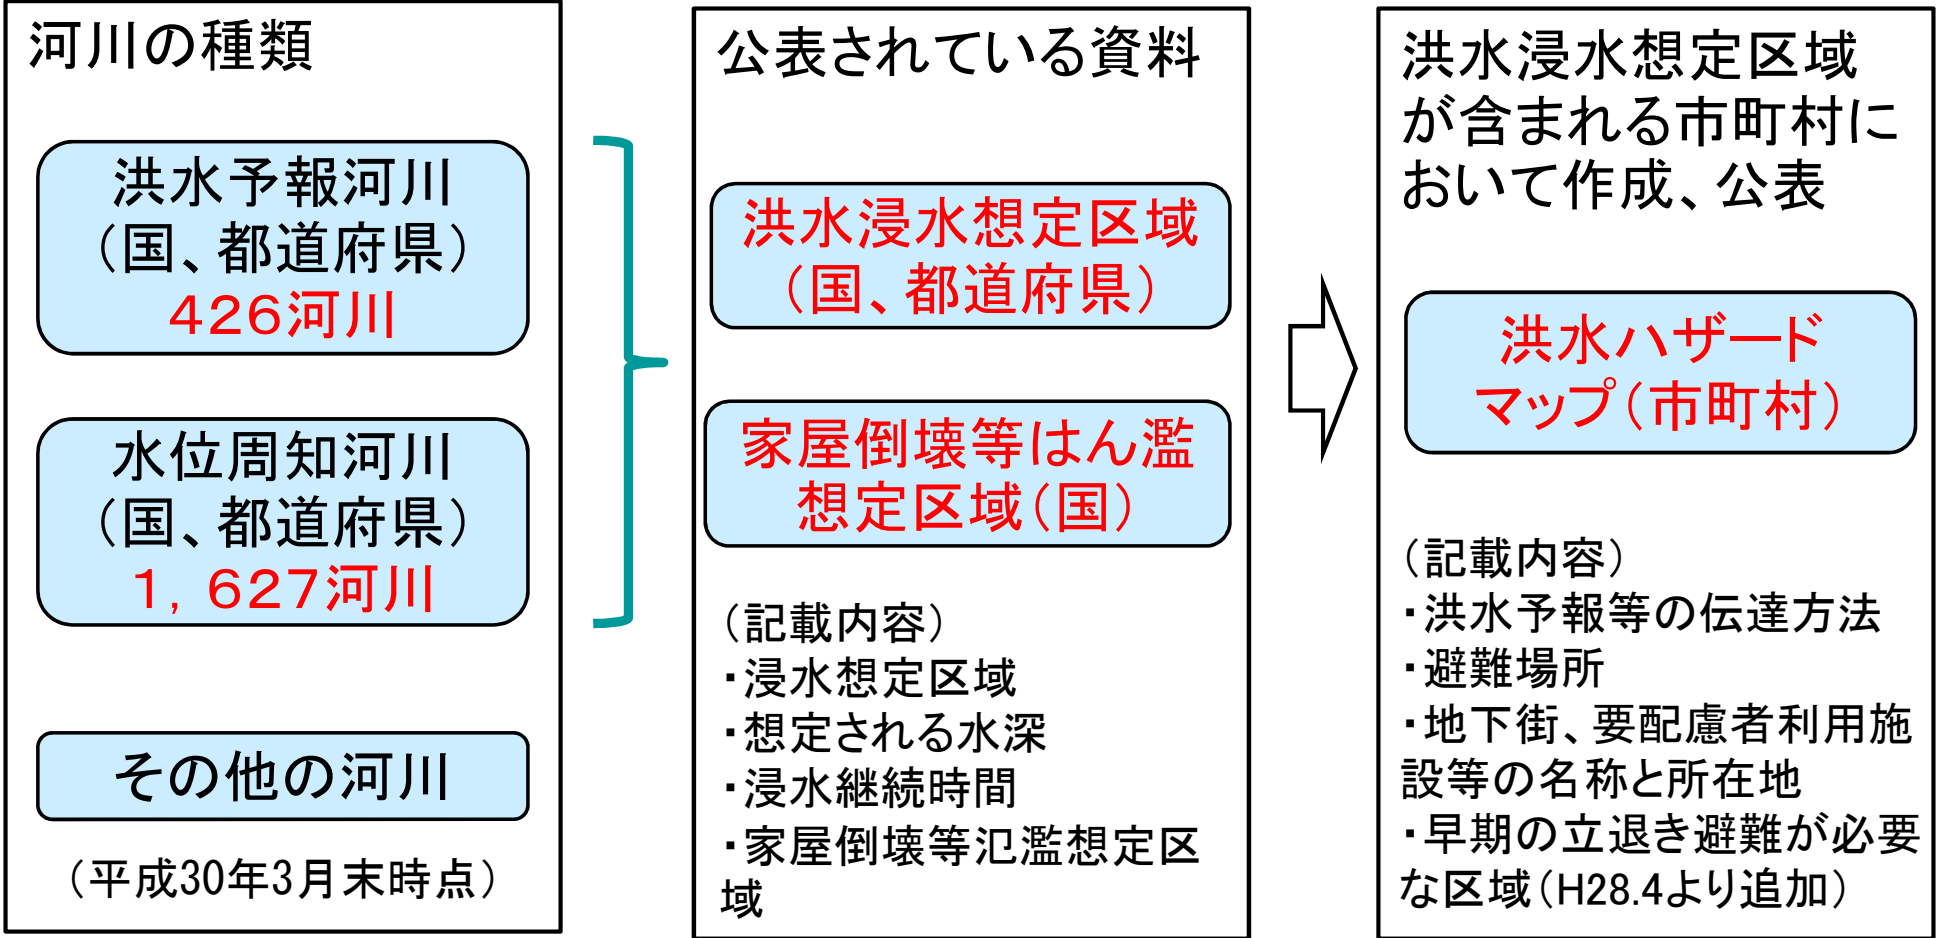 河川の種類
洪水予報河川
（国、都道府県）
４２６河川
水位周知河川
（国、都道府県）
１，６２７河川
その他の河川
（平成30年3月末時点）
公表されている資料
洪水浸水想定区域
（国、都道府県）
家屋倒壊等はん濫
想定区域（国）
（記載内容）
・浸水想定区域
・想定される水深
・浸水継続時間
・家屋倒壊等氾濫想定区
域
洪水浸水想定区域
が含まれる市町村に
おいて作成、公表
洪水ハザード
マップ（市町村）
（記載内容）
・洪水予報等の伝達方法
・避難場所
・地下街、要配慮者利用施
設等の名称と所在地
・早期の立退き避難が必要
な区域（H28.4より追加）